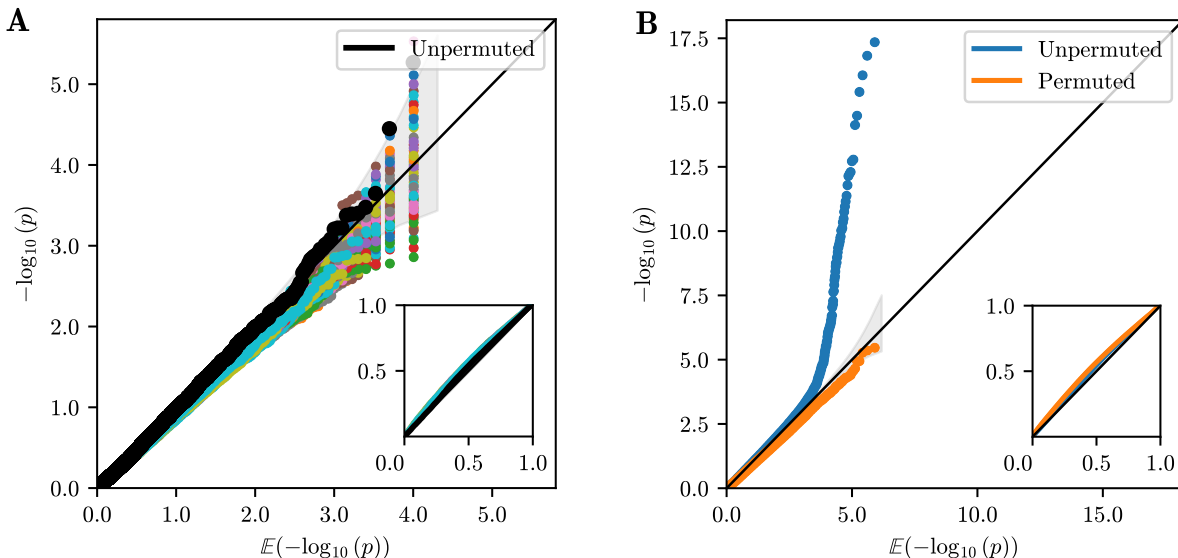 A
Unpermuted
5.0
4.0
3.0
2.0
1.0
0.0
−log₁₀ (p)
1.0
0.5
0.0 0.5 1.0
0.0 1.0 2.0 3.0 4.0 5.0
𝔼(−log₁₀ (p))
B
Unpermuted
Permuted
17.5
15.0
12.5
10.0
7.5
5.0
2.5
0.0
−log₁₀ (p)
1.0
0.5
0.0 0.5 1.0
0.0 5.0 10.0 15.0
𝔼(−log₁₀ (p))